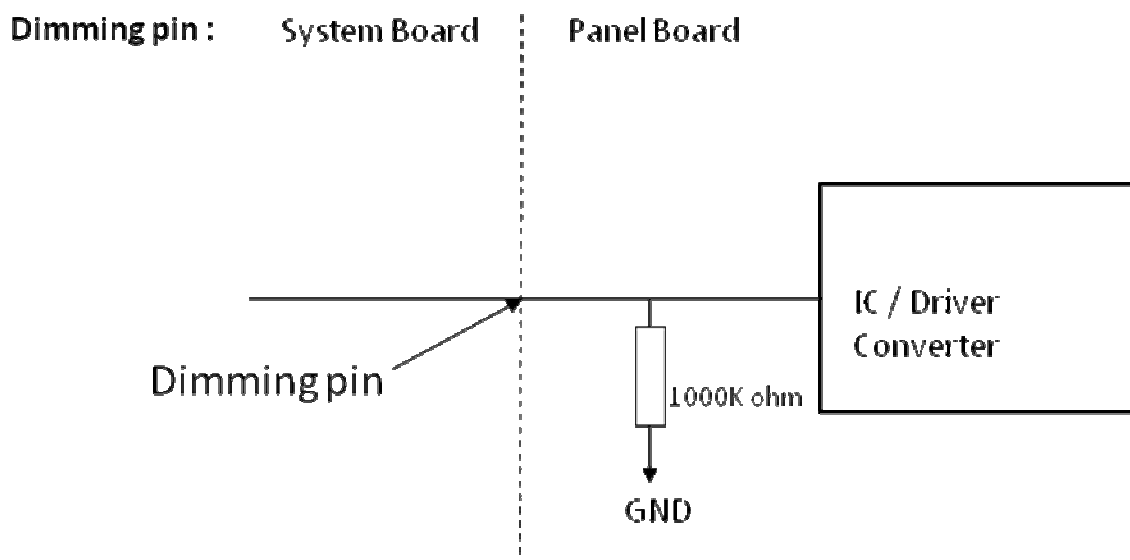 Dimming pin : System Board Panel Board
IC / Driver
Converter
Dimming pin
1000K ohm
GND